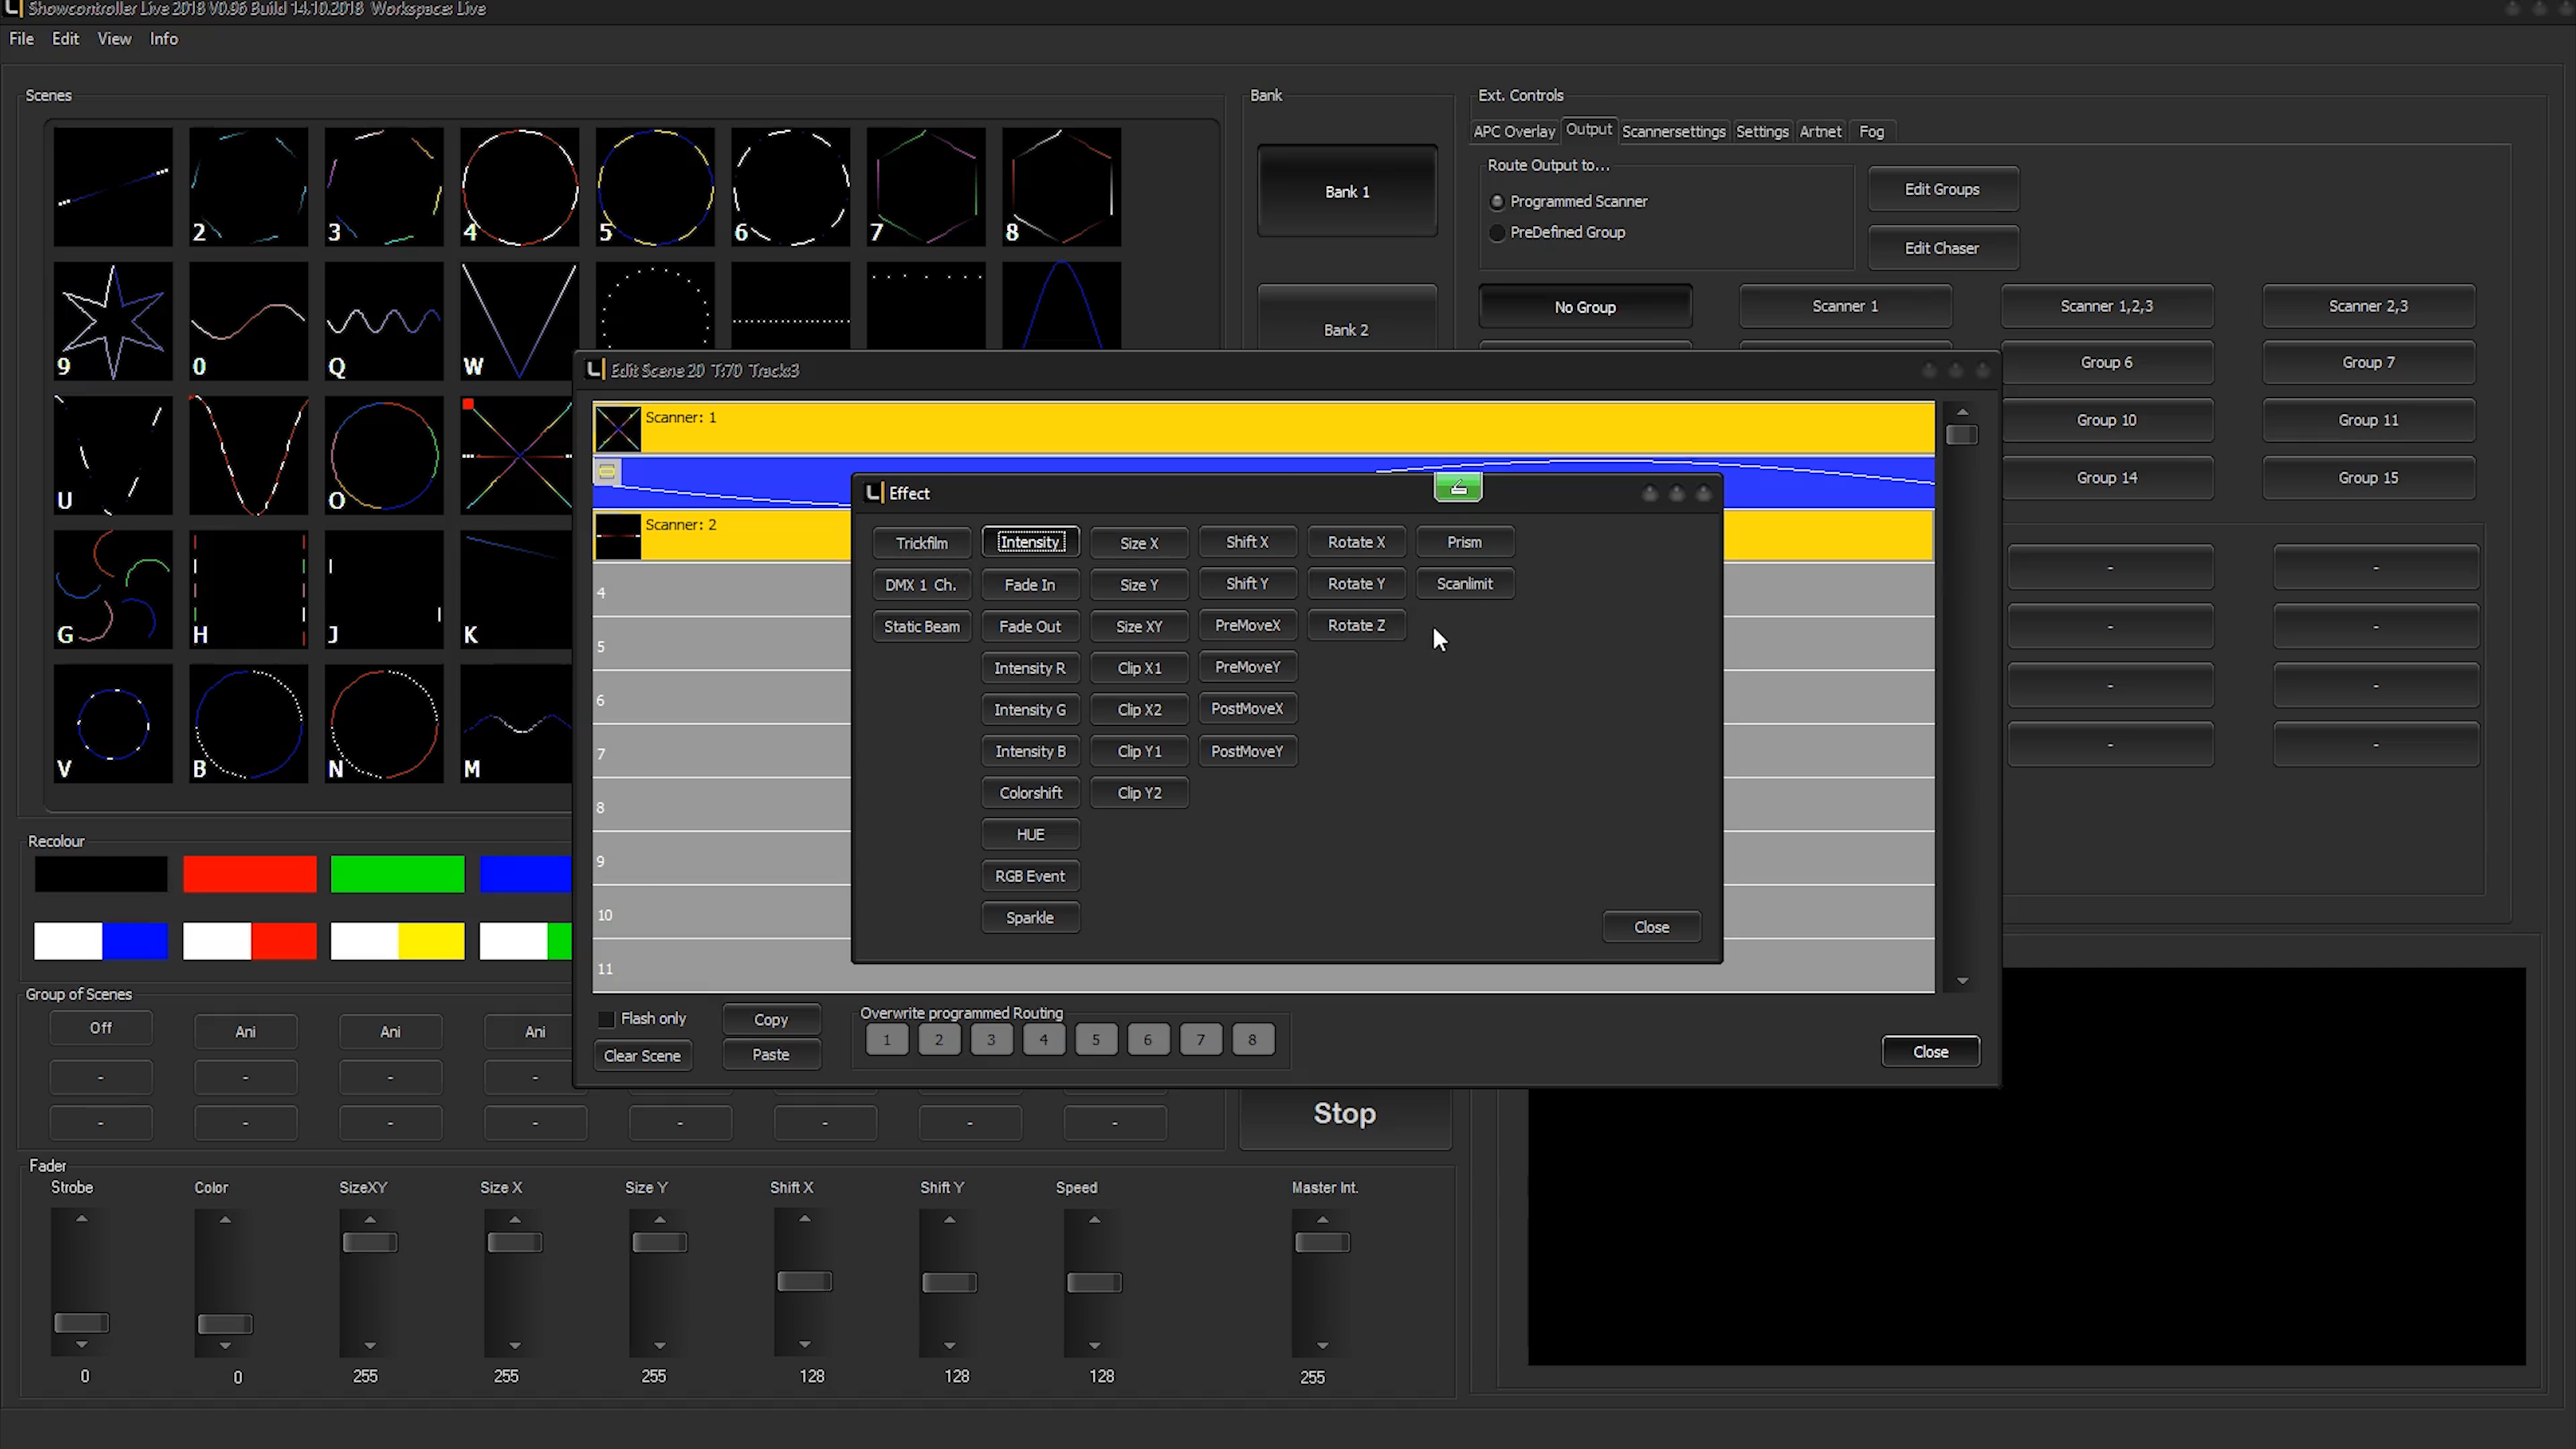 Showcontroller Live 2018 V0.96 Build 14.10.2018 Workspace: Live
File Edit View Info
Scenes
Bank
Ext. Controls
APC Overlay Output Scannersettings Settings Artnet Fog
Route Output to...
Programmed Scanner
PreDefined Group
Edit Groups
Edit Chaser
Bank 1
Bank 2
2 3 4 5 6 7 8
9 0 Q W
U O
G H J K
V B N M
No Group Scanner 1 Scanner 1,2,3 Scanner 2,3
Group 6 Group 7
Group 10 Group 11
Group 14 Group 15
- -
- -
- -
- -
Edit Scene 20 T:70 Track:3
Scanner: 1
Scanner: 2
4
5
6
7
8
9
10
11
Effect
Trickfilm Intensity Size X Shift X Rotate X Prism
DMX 1 Ch. Fade In Size Y Shift Y Rotate Y Scanlimit
Static Beam Fade Out Size XY PreMoveX Rotate Z
Intensity R Clip X1 PreMoveY
Intensity G Clip X2 PostMoveX
Intensity B Clip Y1 PostMoveY
Colorshift Clip Y2
HUE
RGB Event
Sparkle
Close
Flash only
Clear Scene
Copy
Paste
Overwrite programmed Routing
1 2 3 4 5 6 7 8
Close
Recolour
Group of Scenes
Off Ani Ani Ani
- - - -
- - - - - - - -
Stop
Fader
Strobe Color SizeXY Size X Size Y Shift X Shift Y Speed Master Int.
0 0 255 255 255 128 128 128 255